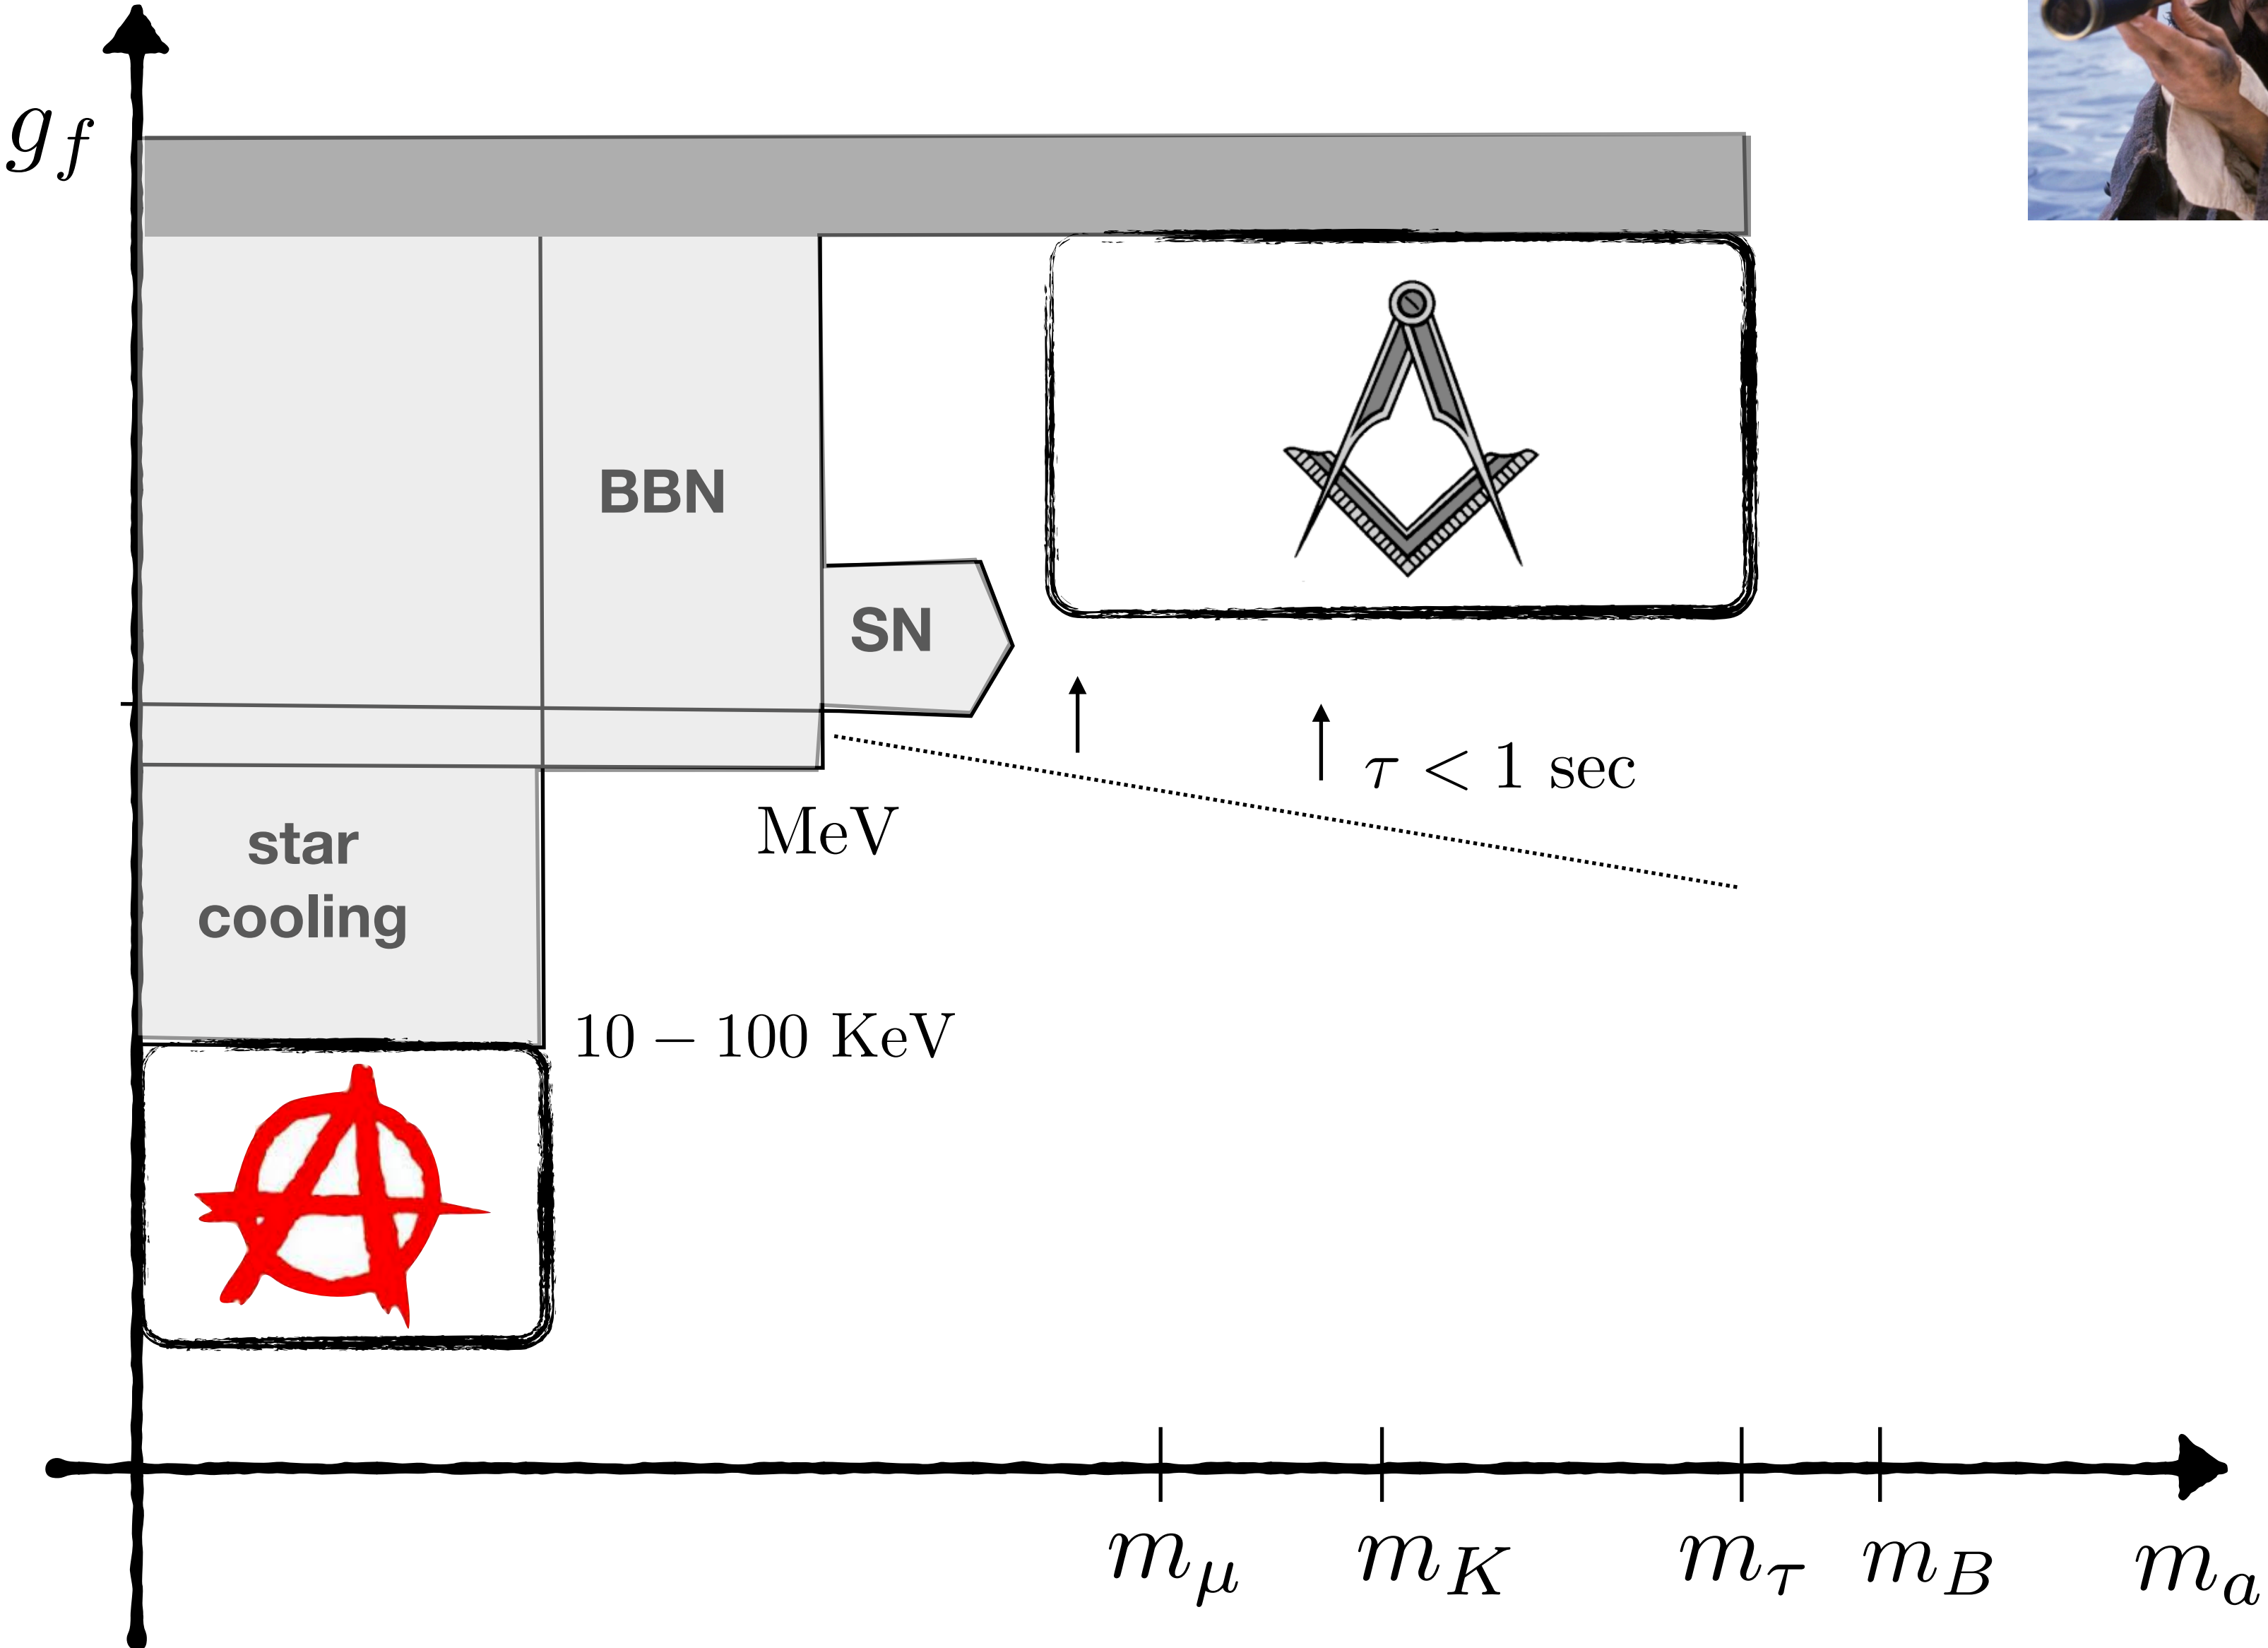 g_f
BBN
SN
τ < 1 sec
MeV
star
cooling
10 − 100 KeV
m_μ m_K m_τ m_B m_a